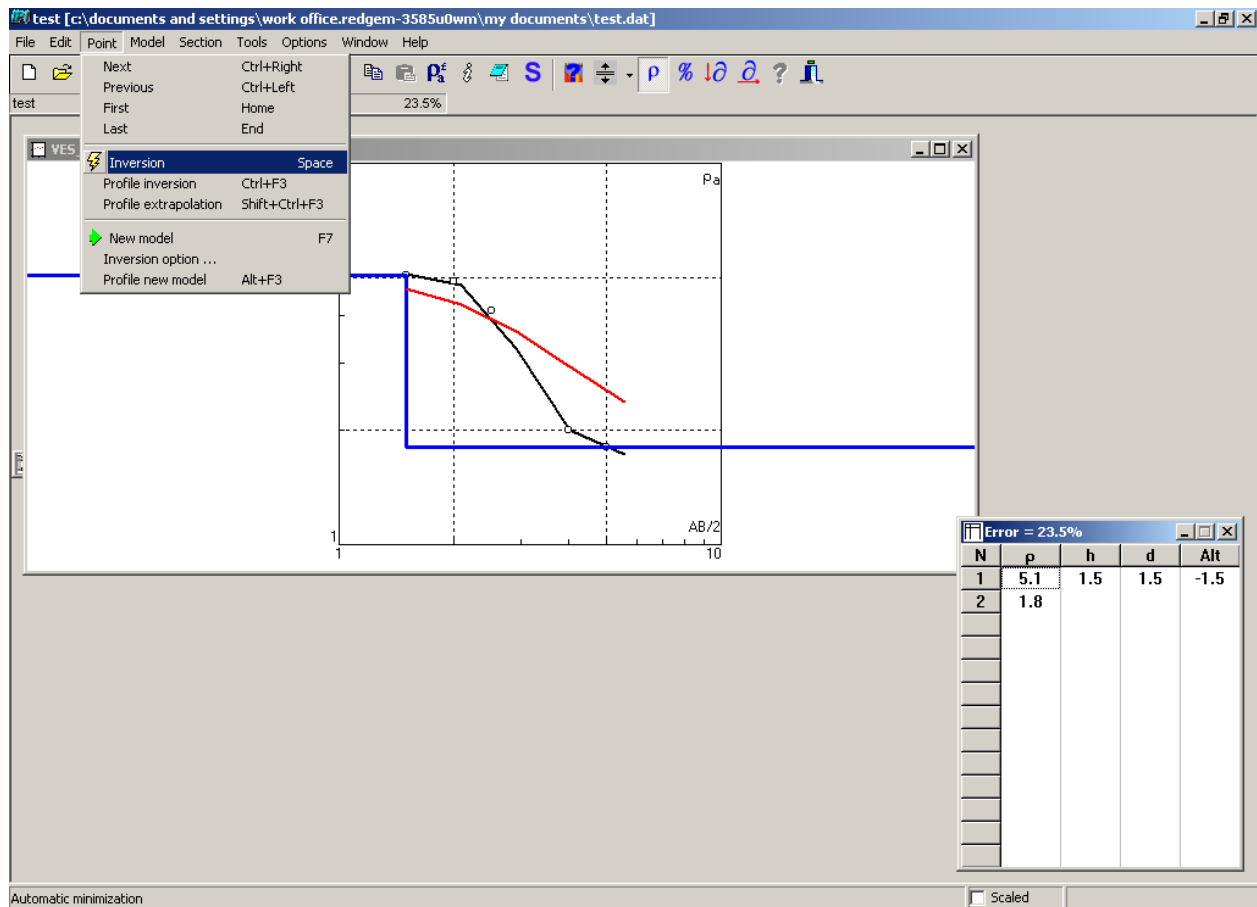 test [c:\documents and settings\work office.redgem-3585u0wm\my documents\test.dat]
File Edit Point Model Section Tools Options Window Help
S ρ % ?
test 23.5%
Next Ctrl+Right
Previous Ctrl+Left
First Home
Last End
Inversion Space
Profile inversion Ctrl+F3
Profile extrapolation Shift+Ctrl+F3
New model F7
Inversion option ...
Profile new model Alt+F3
VES_
Pa
AB/2
1
1 10
Error = 23.5%
N ρ h d Alt
1 5.1 1.5 1.5 -1.5
2 1.8
Automatic minimization Scaled